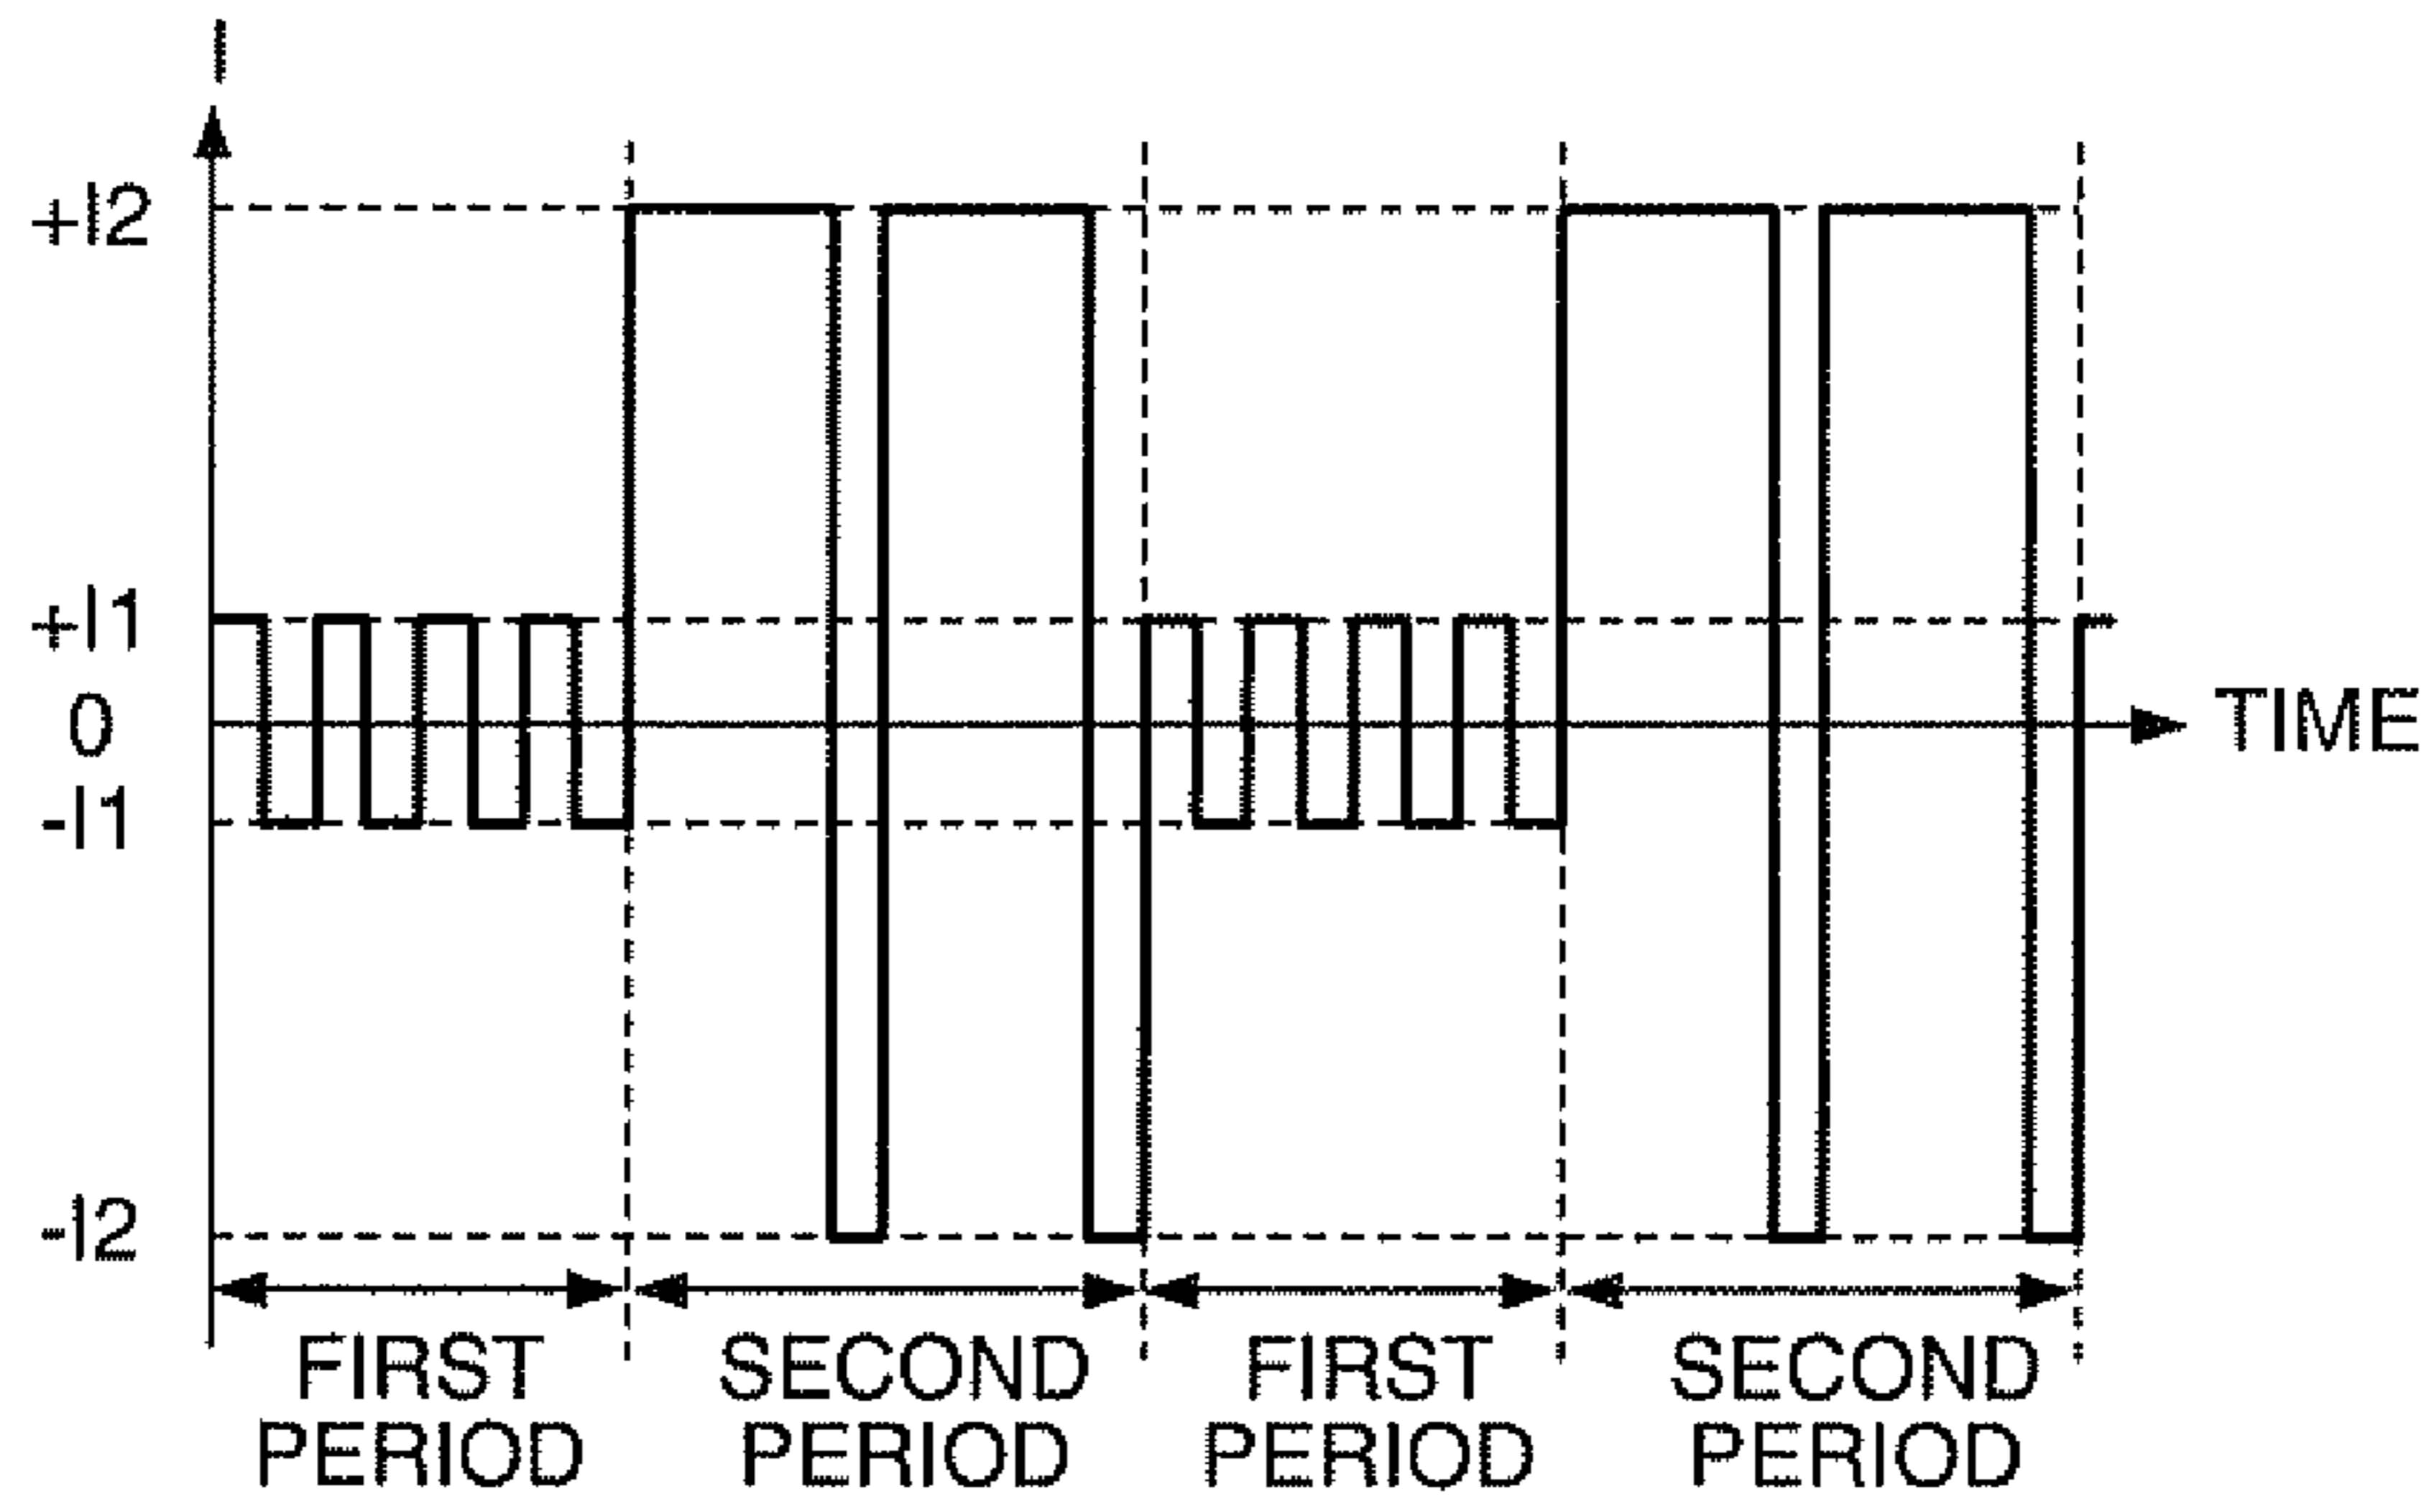 I
+I2
+I1
0
-I1
-I2
TIME
FIRST
PERIOD
SECOND
PERIOD
FIRST
PERIOD
SECOND
PERIOD